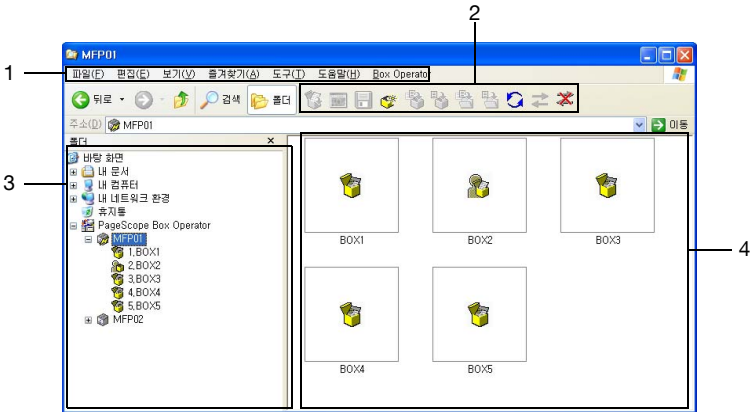 2
MFP01
1
파일(F) 편집(E) 보기(V) 즐겨찾기(A) 도구(T) 도움말(H) Box Operator
뒤로 검색 폴더
주소(D) MFP01 이동
폴더 ×
바탕 화면
내 문서
3
내 컴퓨터
내 네트워크 환경
휴지통
PageScope Box Operator
MFP01
1,BOX1
2,BOX2
3,BOX3
4,BOX4
5,BOX5
MFP02
BOX1 BOX2 BOX3
4
BOX4 BOX5